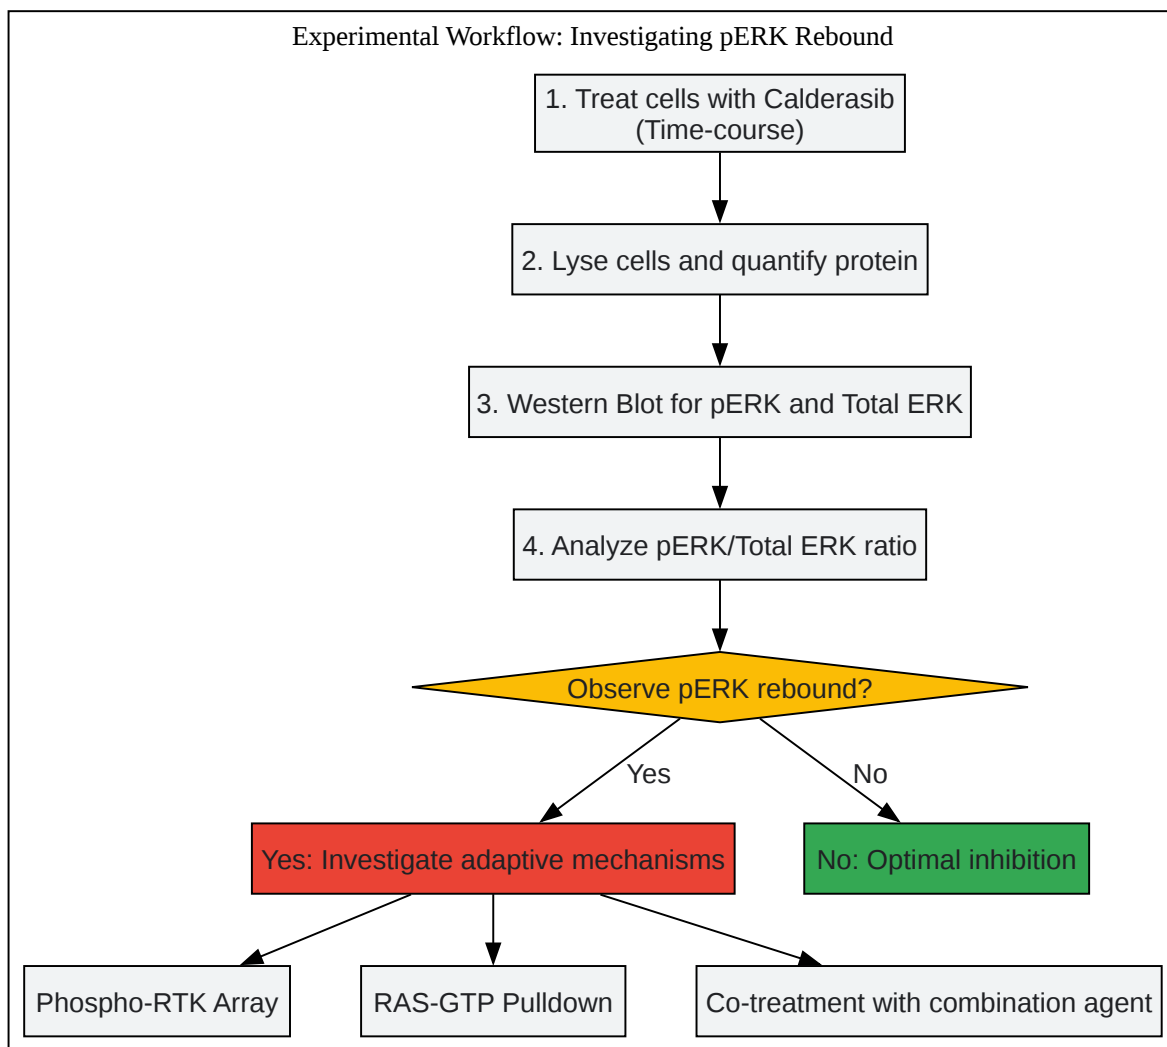 Experimental Workflow: Investigating pERK Rebound
1. Treat cells with Calderasib
(Time-course)
2. Lyse cells and quantify protein
3. Western Blot for pERK and Total ERK
4. Analyze pERK/Total ERK ratio
Observe pERK rebound?
Yes
No
Yes: Investigate adaptive mechanisms
No: Optimal inhibition
Phospho-RTK Array
RAS-GTP Pulldown
Co-treatment with combination agent